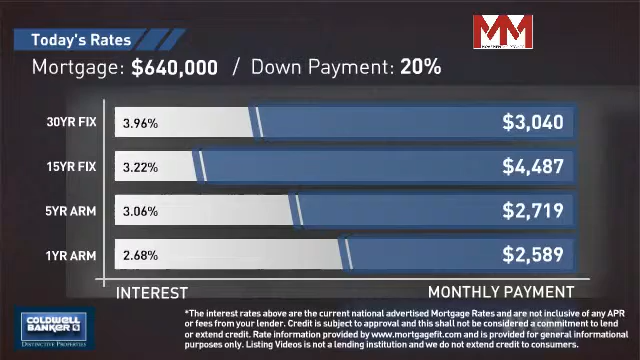 MM
Today's Rates
Mortgage: $640,000 / Down Payment: 20%
30YR FIX 3.96% $3,040
15YR FIX 3.22% $4,487
5YR ARM 3.06% $2,719
1YR ARM 2.68% $2,589
INTEREST MONTHLY PAYMENT
COLDWELL
BANKER
DISTINCTIVE PROPERTIES
*The interest rates above are the current national advertised Mortgage Rates and are not inclusive of any APR
or fees from your lender. Credit is subject to approval and this shall not be considered a commitment to lend
or extend credit. Rate information provided by www.mortgagefit.com and is provided for general informational
purposes only. Listing Videos is not a lending institution and we do not extend credit to consumers.